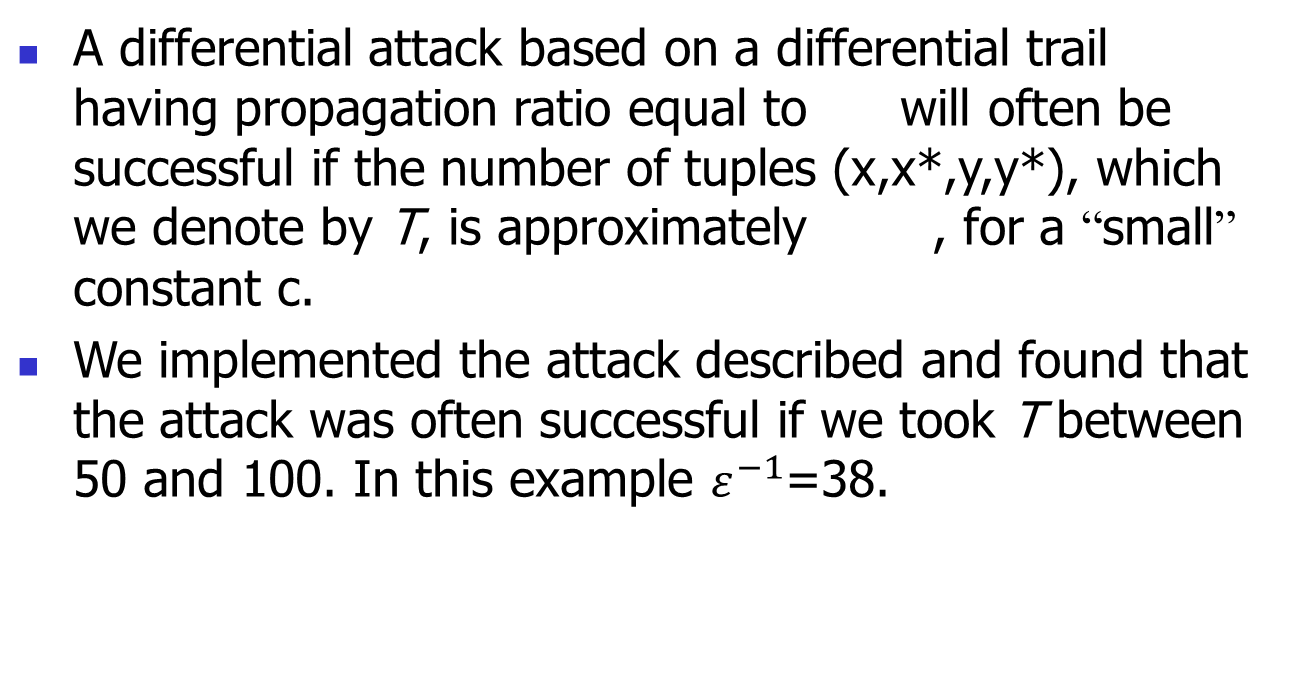 ▪ A differential attack based on a differential trail
having propagation ratio equal to will often be
successful if the number of tuples (x,x*,y,y*), which
we denote by T, is approximately , for a “small”
constant c.
▪ We implemented the attack described and found that
the attack was often successful if we took T between
50 and 100. In this example ε⁻¹=38.